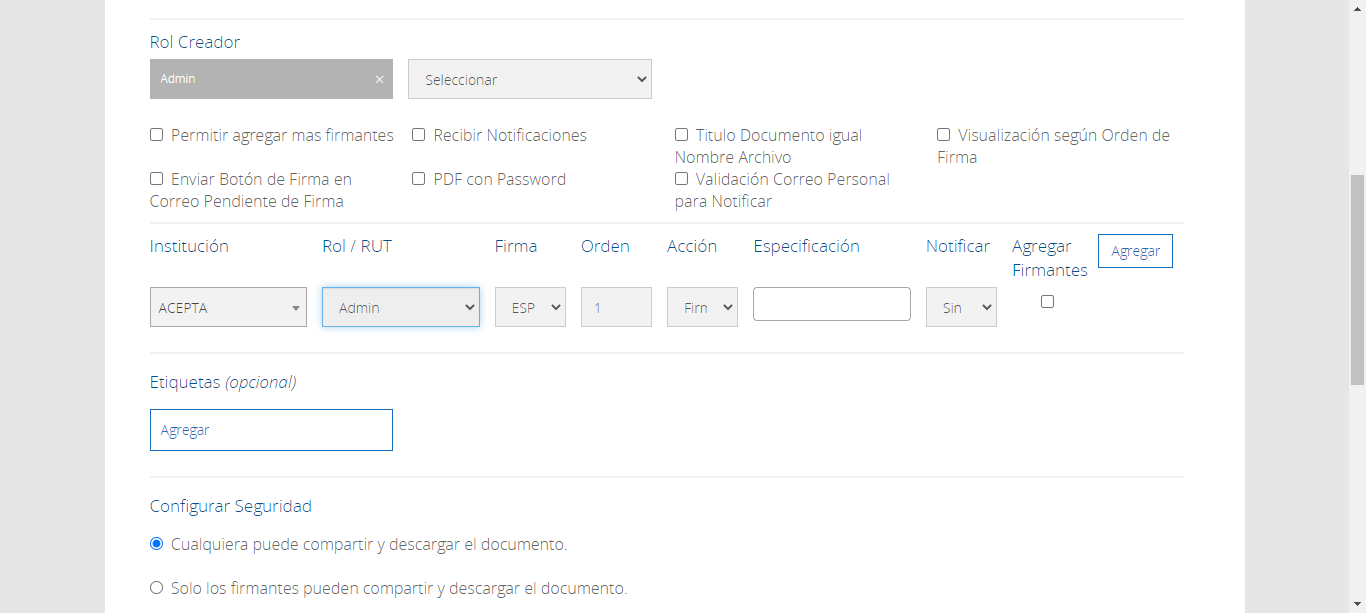 Rol Creador
Admin ×
Seleccionar
Permitir agregar mas firmantes
Recibir Notificaciones
Titulo Documento igual
Nombre Archivo
Visualización según Orden de
Firma
Enviar Botón de Firma en
Correo Pendiente de Firma
PDF con Password
Validación Correo Personal
para Notificar
Institución Rol / RUT Firma Orden Acción Especificación Notificar Agregar
Firmantes
Agregar
ACEPTA Admin ESP 1 Firn Sin
Etiquetas (opcional)
Agregar
Configurar Seguridad
Cualquiera puede compartir y descargar el documento.
Solo los firmantes pueden compartir y descargar el documento.